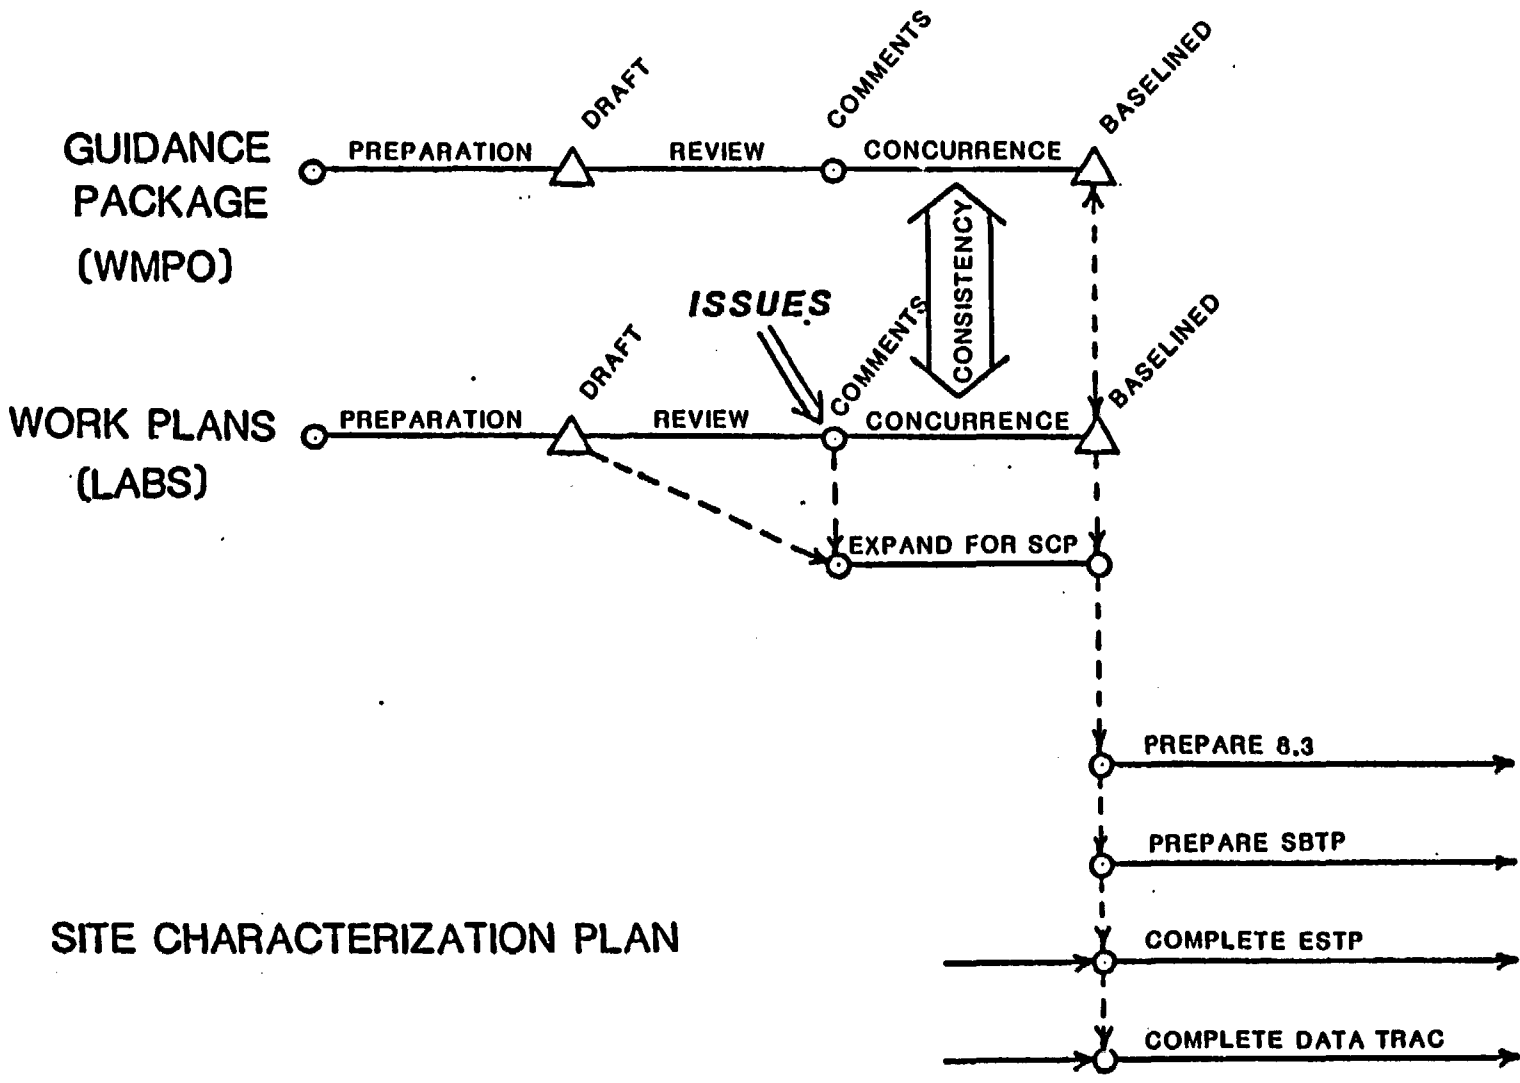 DRAFT
COMMENTS
BASELINED
GUIDANCE
PACKAGE
(WMPO)
PREPARATION
REVIEW
CONCURRENCE
CONSISTENCY
ISSUES
DRAFT
COMMENTS
BASELINED
WORK PLANS
(LABS)
PREPARATION
REVIEW
CONCURRENCE
EXPAND FOR SCP
PREPARE 8.3
PREPARE SBTP
SITE CHARACTERIZATION PLAN
COMPLETE ESTP
COMPLETE DATA TRAC